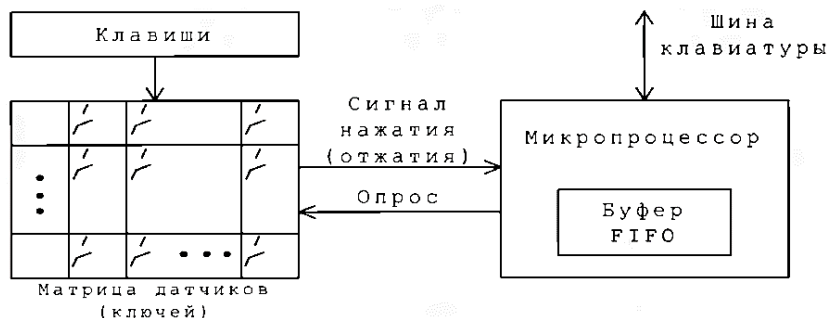 Клавиши
Шина
клавиатуры
Сигнал
нажатия
(отжатия)
Микропроцессор
Опрос
Буфер
FIFO
Матрица датчиков
(ключей)